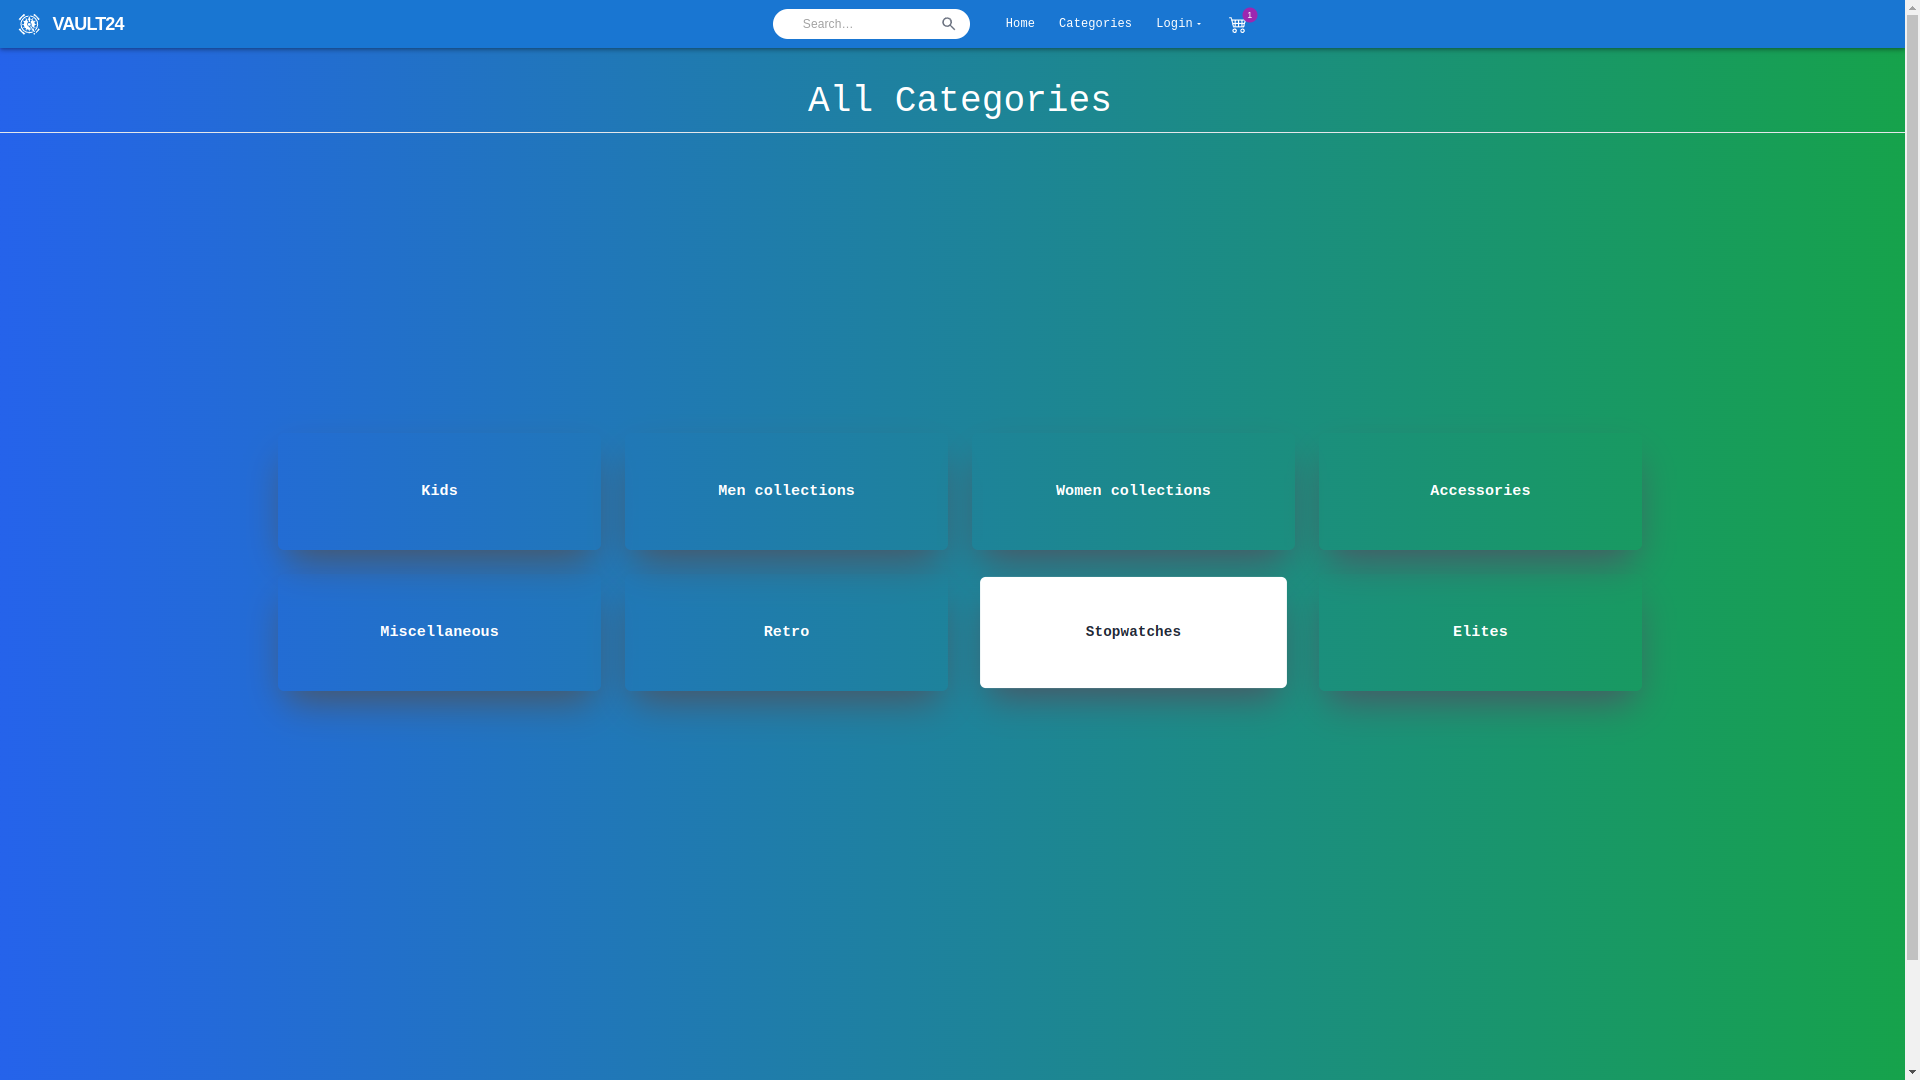 VAULT24
Search…
Home
Categories
Login
1
All Categories
Kids
Men collections
Women collections
Accessories
Miscellaneous
Retro
Stopwatches
Elites